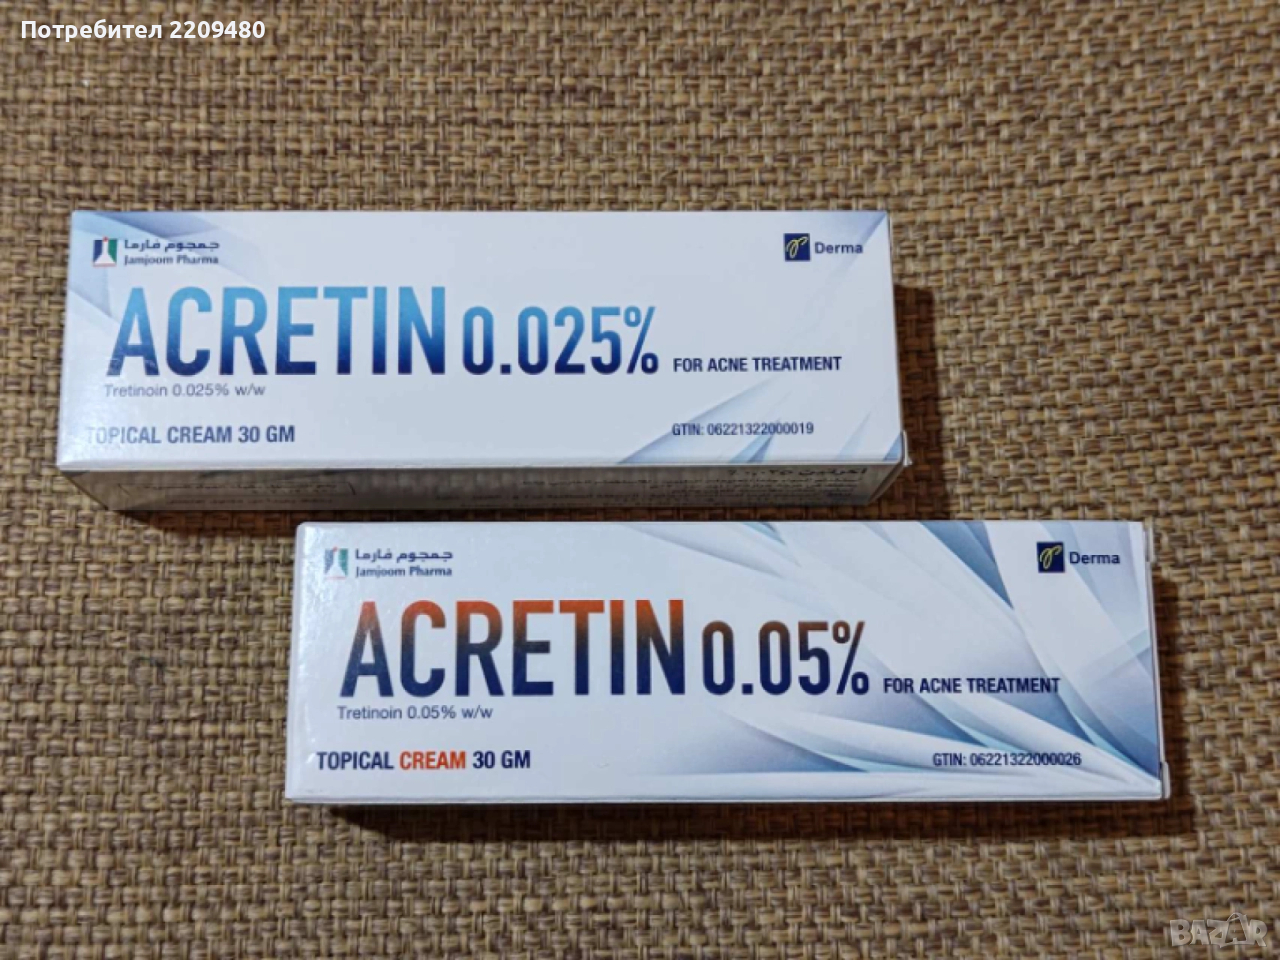 Потребител 2209480
جمجوم فارما
Jamjoom Pharma
Derma
ACRETIN 0.025%
FOR ACNE TREATMENT
Tretinoin 0.025% w/w
TOPICAL CREAM 30 GM
GTIN: 06221322000019
جمجوم فارما
Jamjoom Pharma
Derma
ACRETIN 0.05%
FOR ACNE TREATMENT
Tretinoin 0.05% w/w
TOPICAL CREAM 30 GM
GTIN: 06221322000026
BAZAR